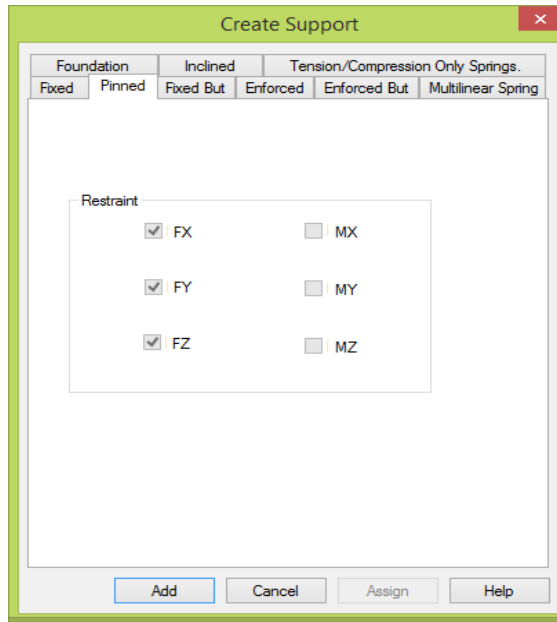 Create Support
Foundation Inclined Tension/Compression Only Springs.
Fixed Pinned Fixed But Enforced Enforced But Multilinear Spring
Restraint
FX MX
FY MY
FZ MZ
Add Cancel Assign Help